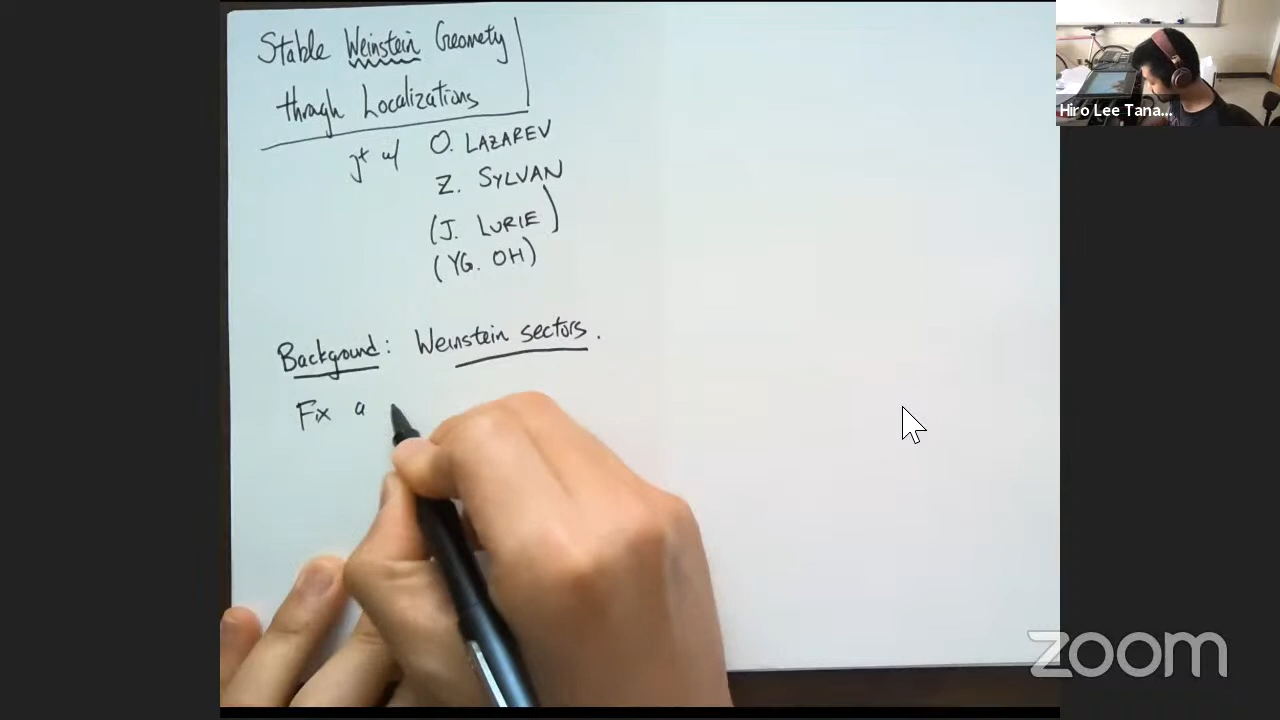 Stable Weinstein Geometry
through Localizations
jt w/ O. LAZAREV
Z. SYLVAN
(J. LURIE)
(YG. OH)
Background: Weinstein sectors.
Fix a
Hiro Lee Tana...
zoom